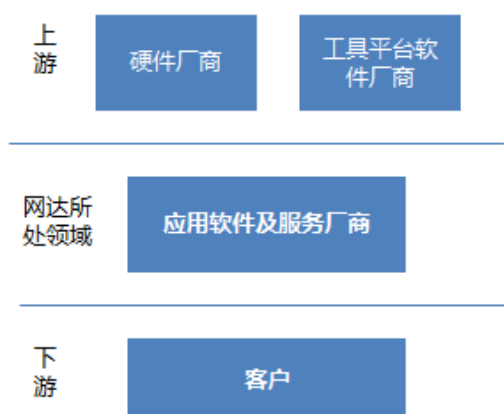 上
游
硬件厂商
工具平台软
件厂商
网达所
处领域
应用软件及服务厂商
下
游
客户